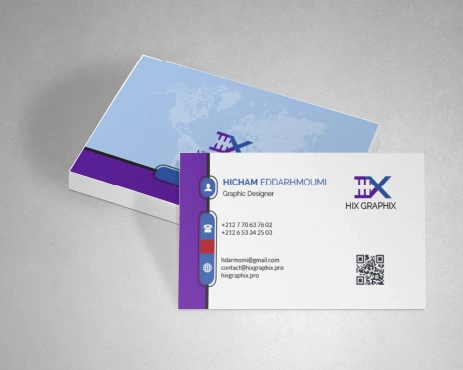 HICHAM EDDARHMOUMI
Graphic Designer
HIX GRAPHIX
+212 7 70 63 76 02
+212 6 53 34 25 03
hdarmomi@gmail.com
contact@hixgraphix.pro
hixgraphix.pro